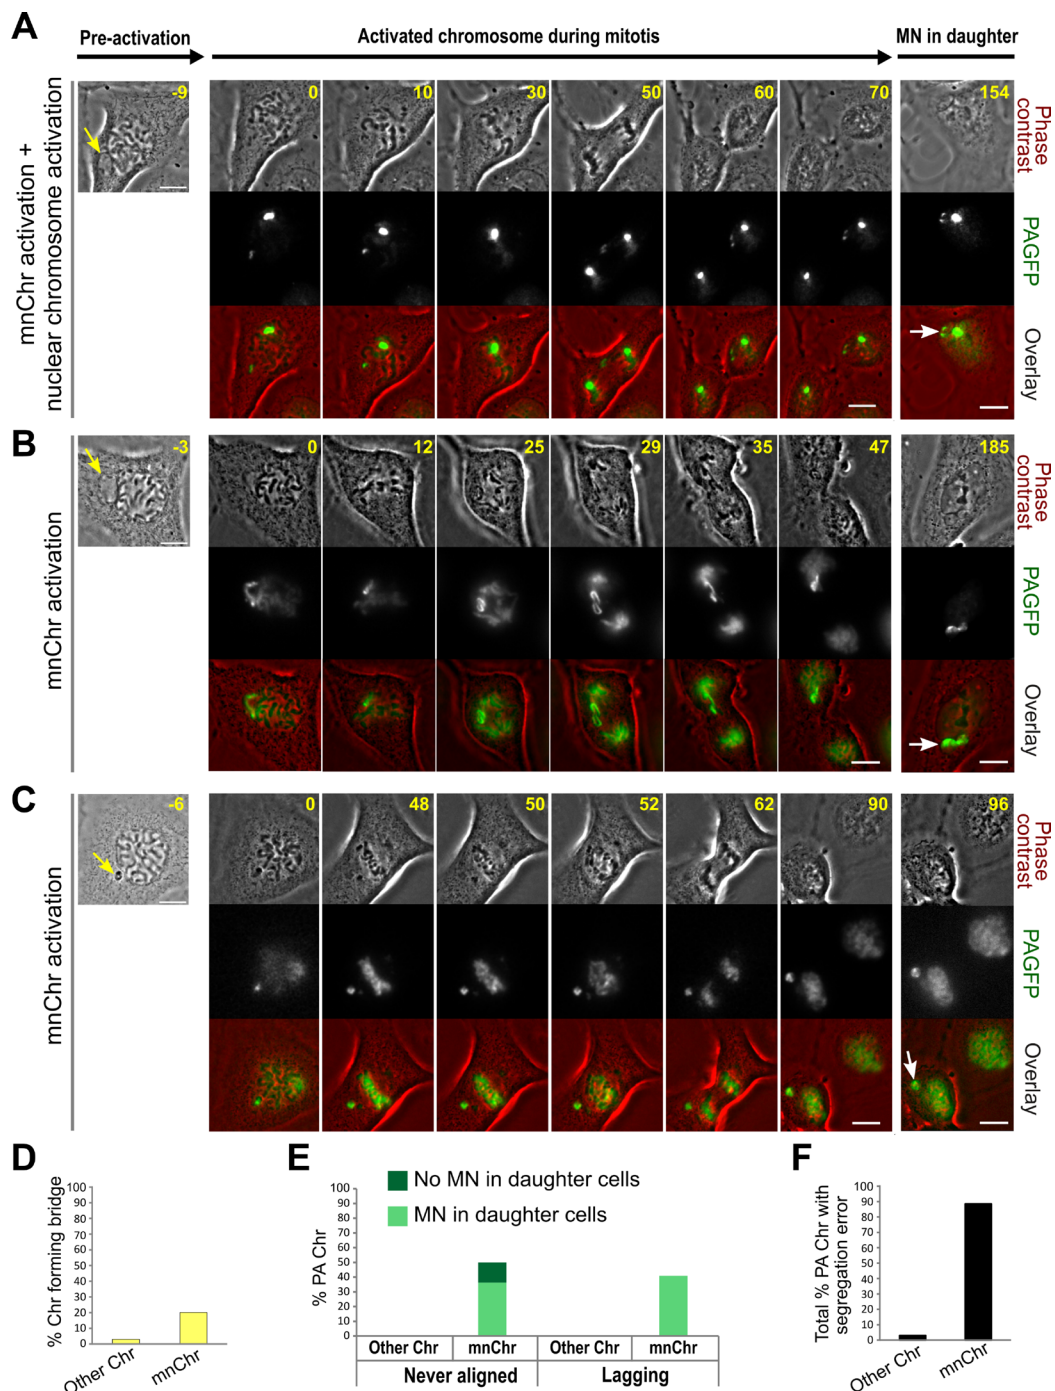 A
Pre-activation
Activated chromosome during mitosis
MN in daughter
mnChr activation +
nuclear chromosome activation
-9
0
10
30
50
60
70
154
Phase
contrast
PAGFP
Overlay
B
mnChr activation
-3
0
12
25
29
35
47
185
Phase
contrast
PAGFP
Overlay
C
mnChr activation
-6
0
48
50
52
62
90
96
Phase
contrast
PAGFP
Overlay
D
% Chr forming bridge
100
90
80
70
60
50
40
30
20
10
0
Other Chr
mnChr
E
No MN in daughter cells
MN in daughter cells
% PA Chr
100
90
80
70
60
50
40
30
20
10
0
Other Chr
mnChr
Other Chr
mnChr
Never aligned
Lagging
F
Total % PA Chr with
segregation error
100
90
80
70
60
50
40
30
20
10
0
Other Chr
mnChr